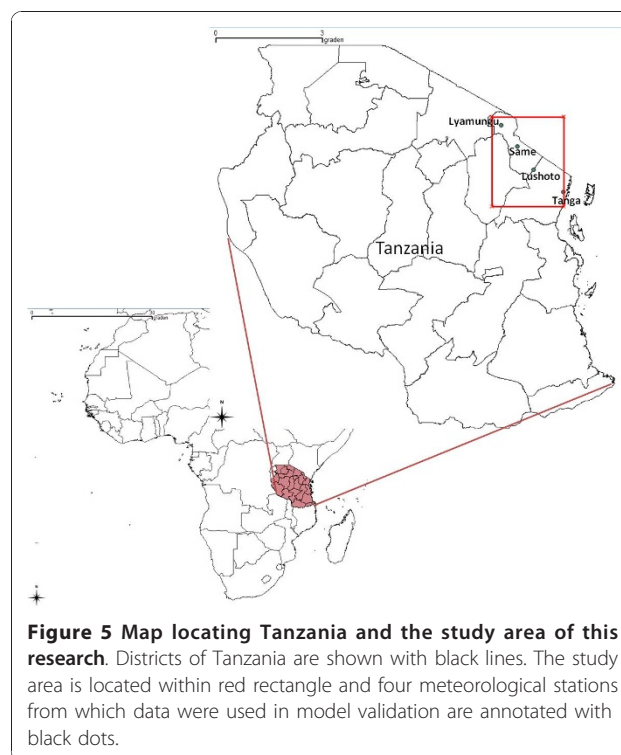 3
graden
Lyamungu
Same
Lushoto
Tanga
Tanzania
graden
N
N
Figure 5 Map locating Tanzania and the study area of this
research. Districts of Tanzania are shown with black lines. The study
area is located within red rectangle and four meteorological stations
from which data were used in model validation are annotated with
black dots.